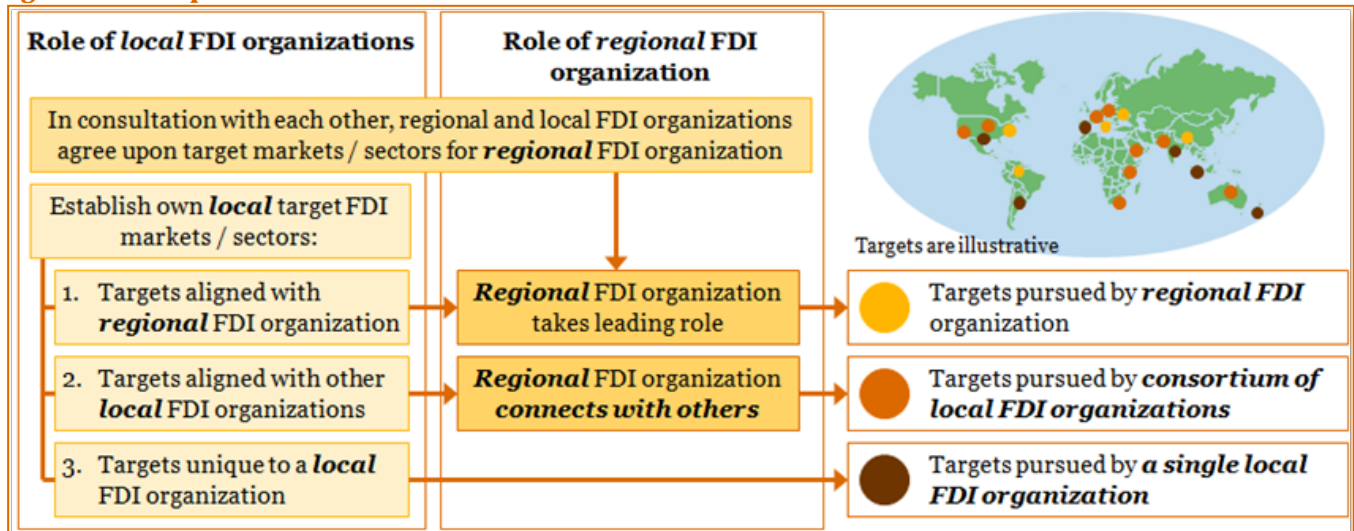 Role of local FDI organizations
Role of regional FDI
organization
In consultation with each other, regional and local FDI organizations
agree upon target markets / sectors for regional FDI organization
Establish own local target FDI
markets / sectors:
1. Targets aligned with
regional FDI organization
Regional FDI organization
takes leading role
2. Targets aligned with other
local FDI organizations
Regional FDI organization
connects with others
3. Targets unique to a local
FDI organization
Targets are illustrative
Targets pursued by regional FDI
organization
Targets pursued by consortium of
local FDI organizations
Targets pursued by a single local
FDI organization